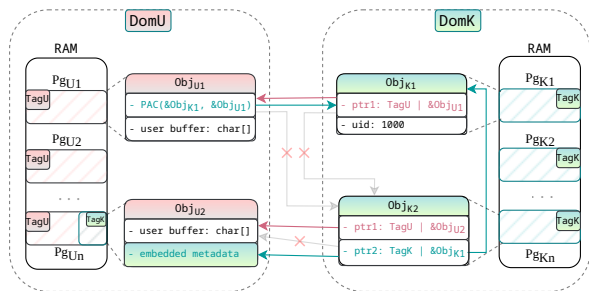 DomU
DomK
RAM
PgU1
TagU
PgU2
TagU
...
TagU
TagK
PgUn
ObjU1
- PAC(&ObjK1, &ObjU1)
- user buffer: char[]
ObjU2
- user buffer: char[]
- embedded metadata
ObjK1
- ptr1: TagU | &ObjU1
- uid: 1000
ObjK2
- ptr1: TagU | &ObjU2
- ptr2: TagK | &ObjK1
RAM
PgK1
TagK
PgK2
TagK
...
TagK
PgKn